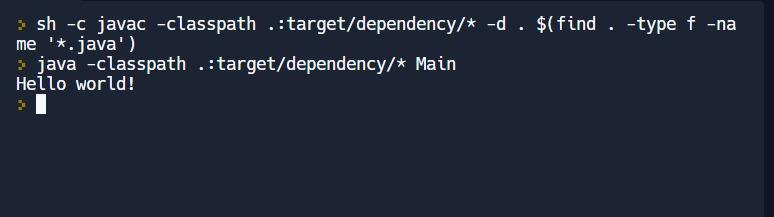 > sh -c javac -classpath .:target/dependency/* -d . $(find . -type f -na
me '*.java')
> java -classpath .:target/dependency/* Main
Hello world!
>